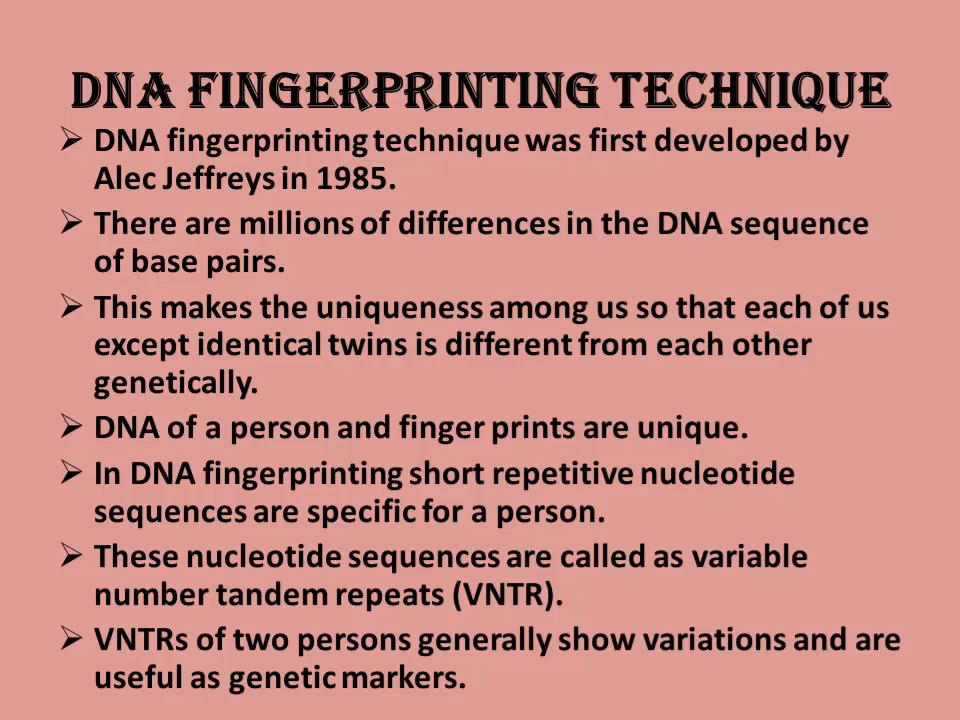 DNA FINGERPRINTING TECHNIQUE
➢ DNA fingerprinting technique was first developed by
Alec Jeffreys in 1985.
➢ There are millions of differences in the DNA sequence
of base pairs.
➢ This makes the uniqueness among us so that each of us
except identical twins is different from each other
genetically.
➢ DNA of a person and finger prints are unique.
➢ In DNA fingerprinting short repetitive nucleotide
sequences are specific for a person.
➢ These nucleotide sequences are called as variable
number tandem repeats (VNTR).
➢ VNTRs of two persons generally show variations and are
useful as genetic markers.